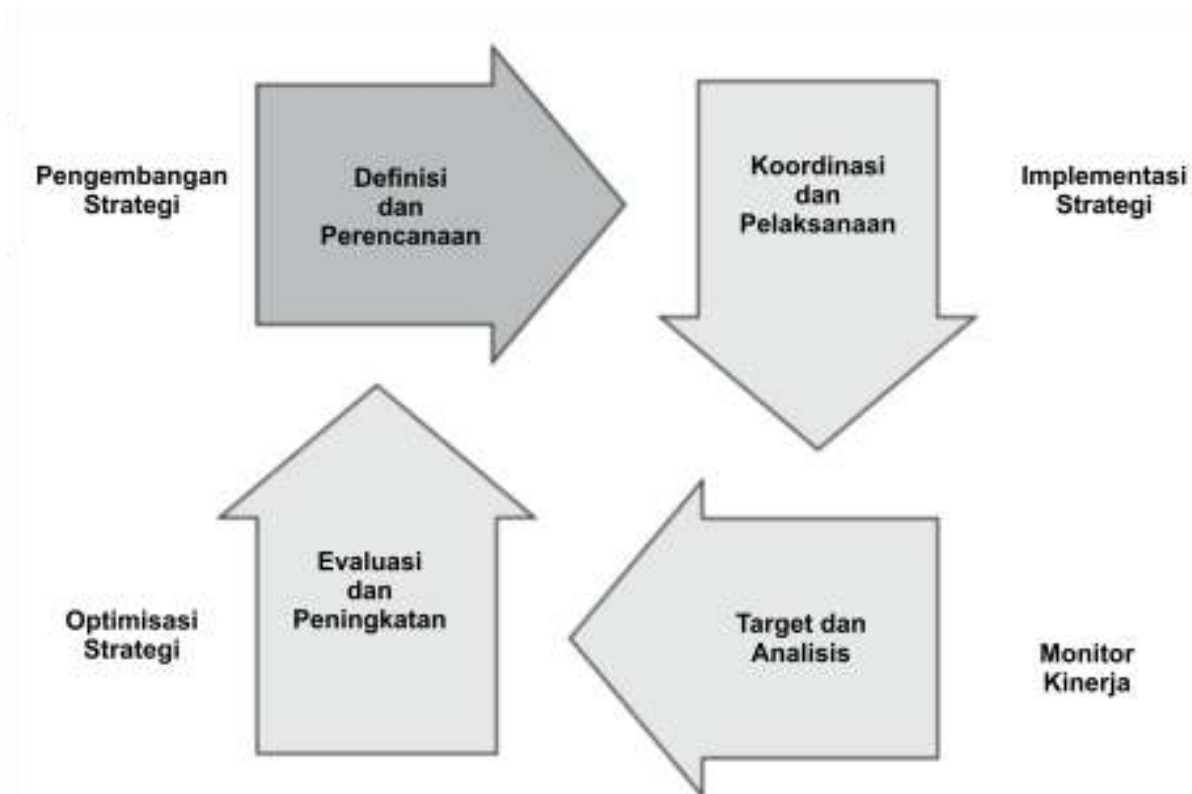 Pengembangan
Strategi
Definisi
dan
Perencanaan
Koordinasi
dan
Pelaksanaan
Implementasi
Strategi
Optimisasi
Strategi
Evaluasi
dan
Peningkatan
Target dan
Analisis
Monitor
Kinerja